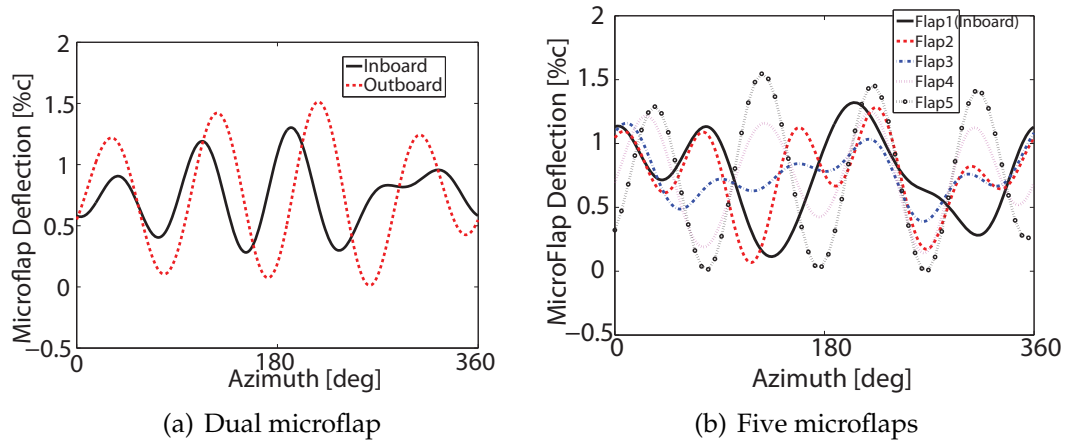 2
1.5
1
0.5
0
−0.5
Microflap Deflection [%c]
Inboard
Outboard
0
180
360
Azimuth [deg]
(a) Dual microflap
2
1.5
1
0.5
0
−0.5
MicroFlap Deflection [%c]
Flap1(Inboard)
Flap2
Flap3
Flap4
Flap5
0
180
360
Azimuth [deg]
(b) Five microflaps